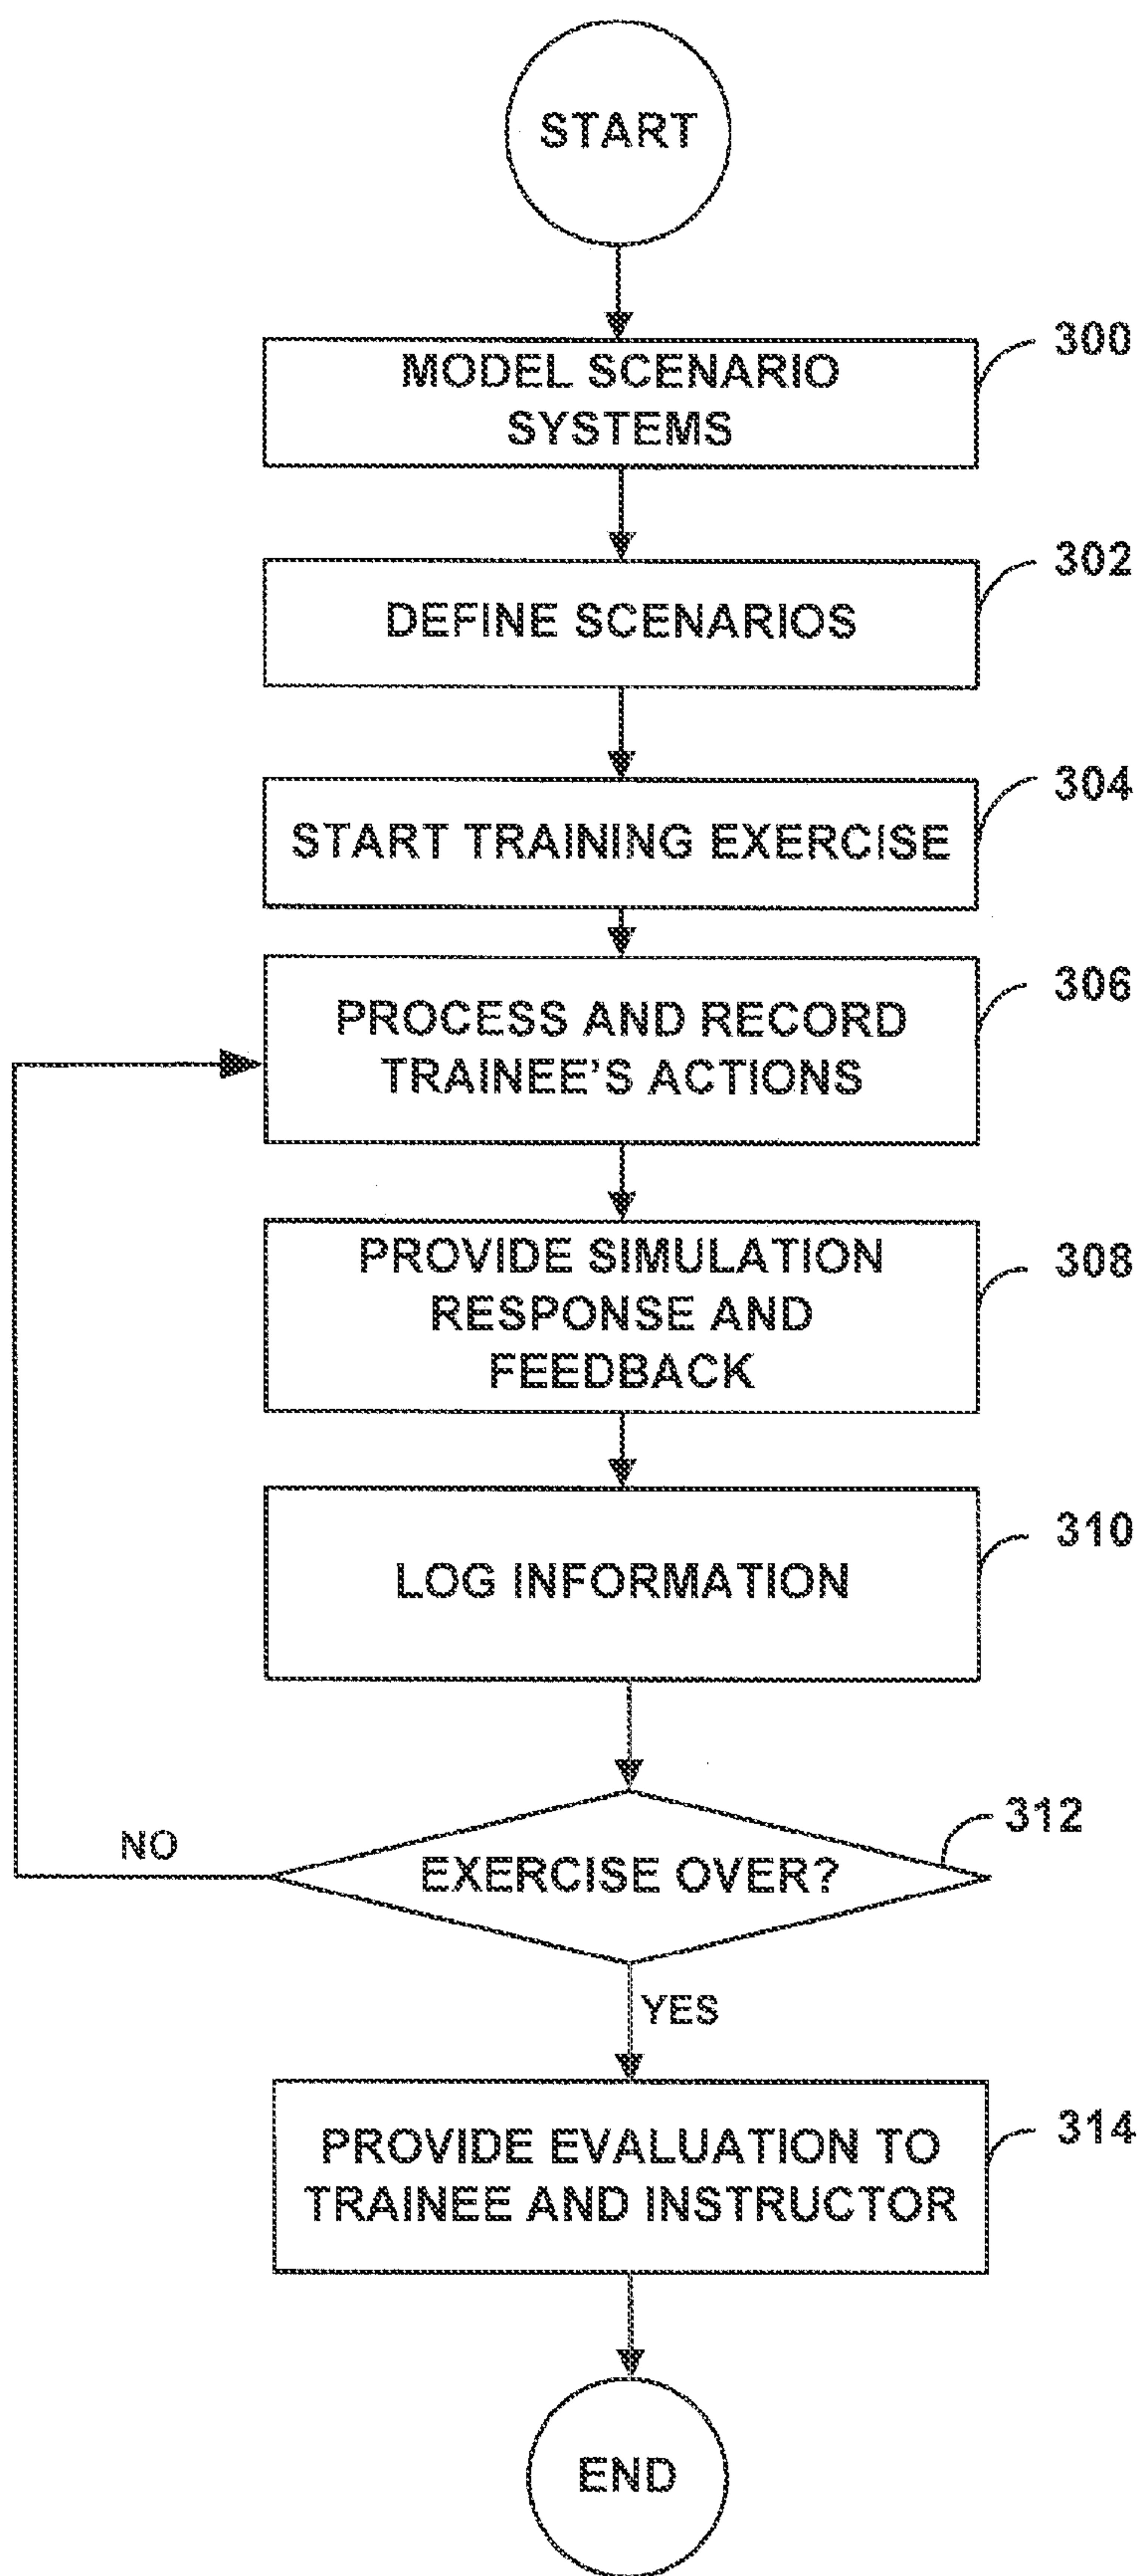 START
300
MODEL SCENARIO
SYSTEMS
302
DEFINE SCENARIOS
304
START TRAINING EXERCISE
306
PROCESS AND RECORD
TRAINEE'S ACTIONS
308
PROVIDE SIMULATION
RESPONSE AND
FEEDBACK
310
LOG INFORMATION
312
NO
EXERCISE OVER?
YES
314
PROVIDE EVALUATION TO
TRAINEE AND INSTRUCTOR
END